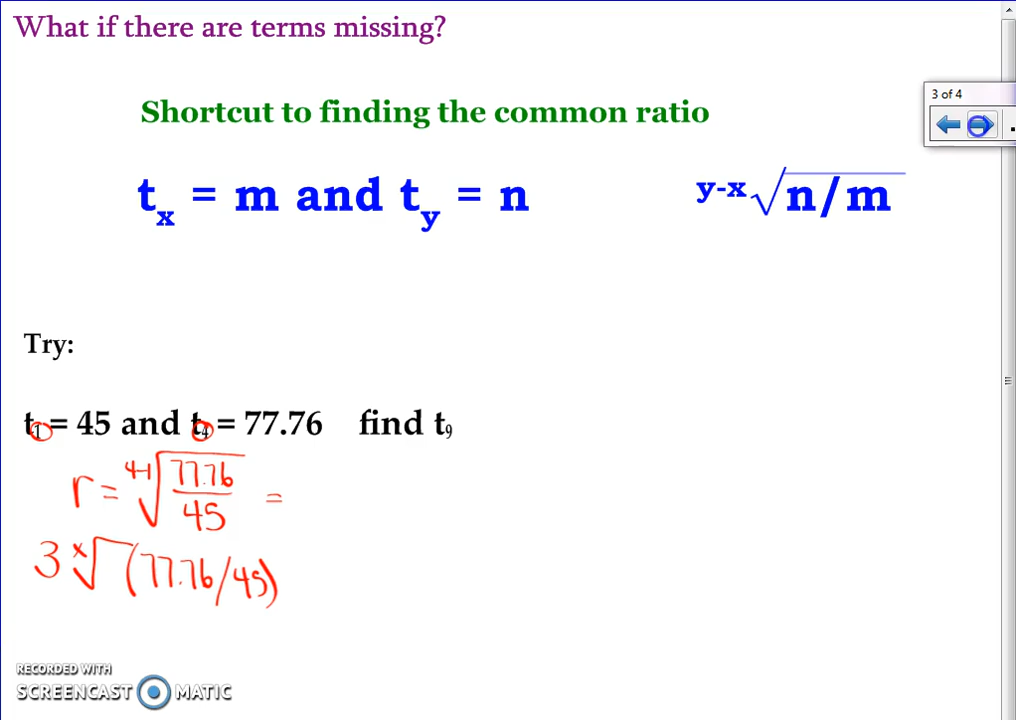 What if there are terms missing?
3 of 4
Shortcut to finding the common ratio
tx = m and ty = n y-x√n/m
Try:
t1 = 45 and t4 = 77.76 find t9
r = 4-1√77.76/45 =
3 x√(77.76/45)
RECORDED WITH
SCREENCAST MATIC